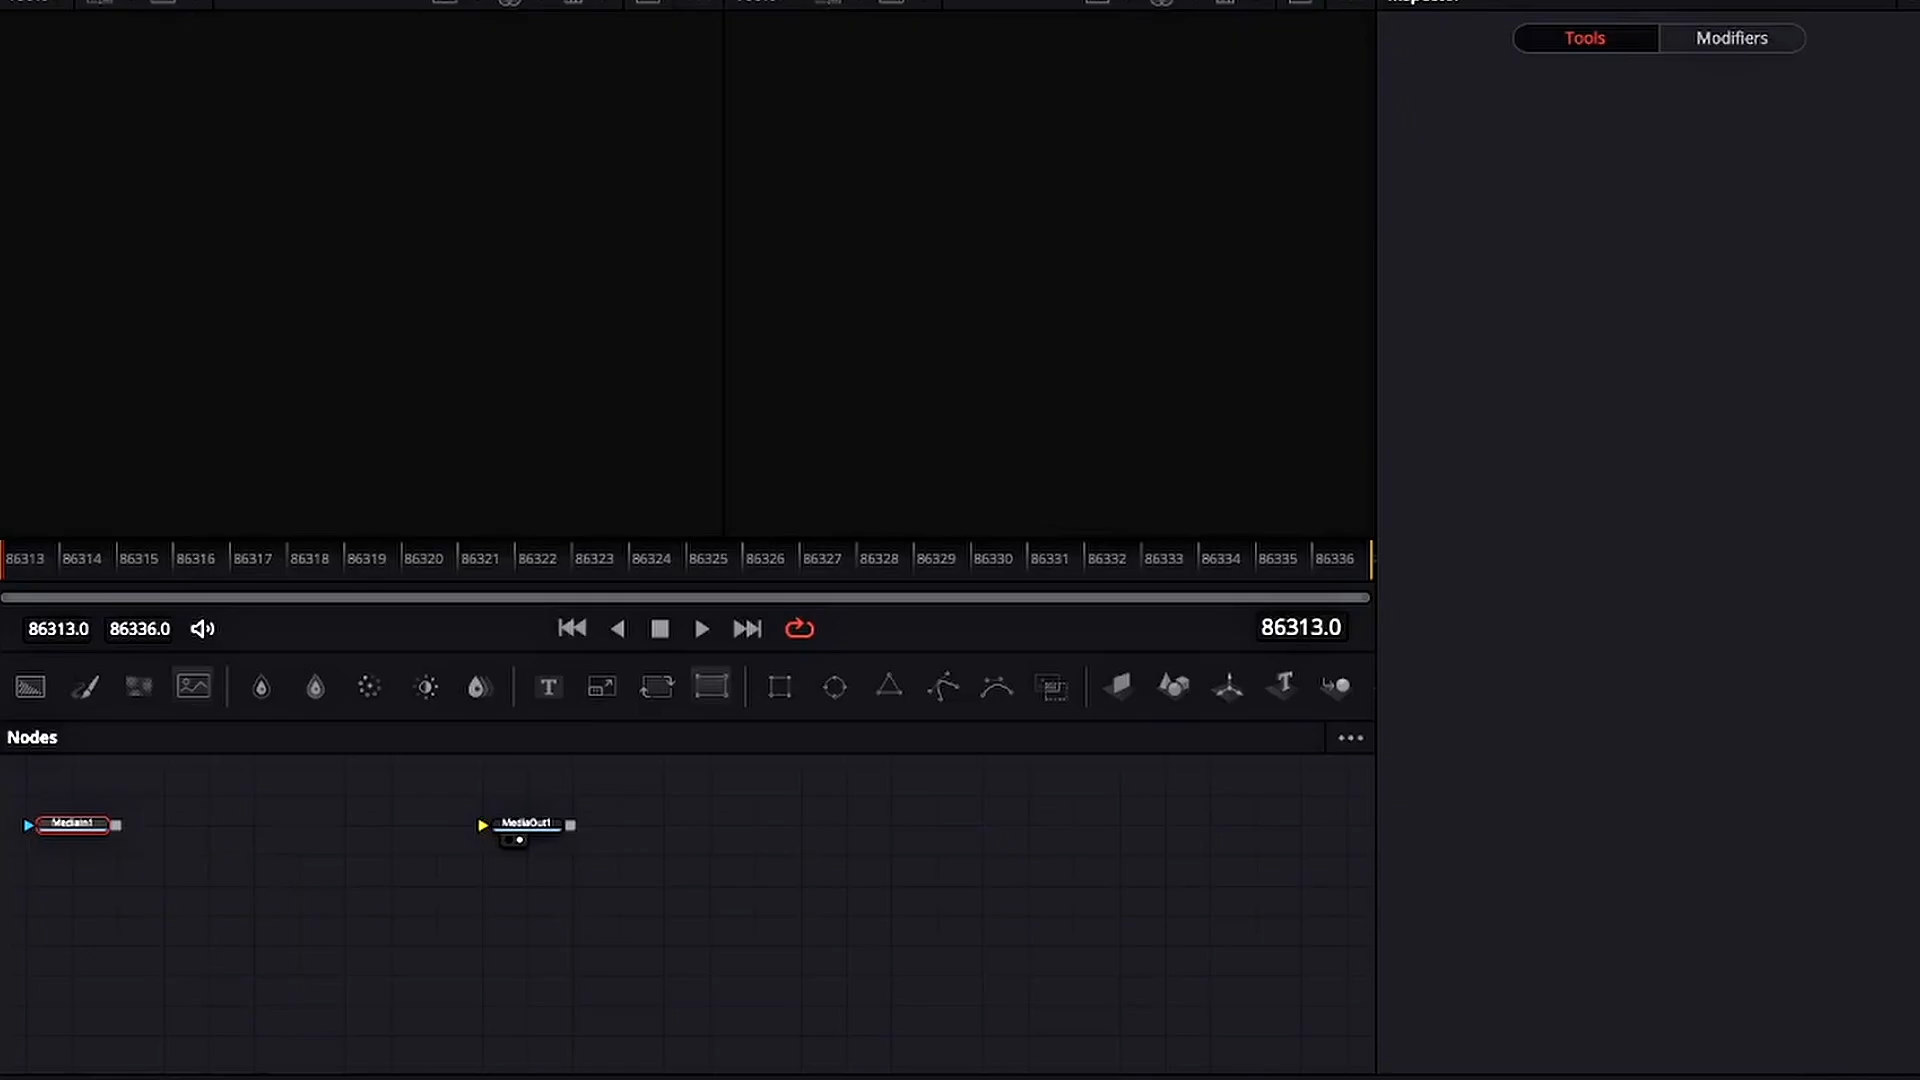 Tools Modifiers
86313 86314 86315 86316 86317 86318 86319 86320 86321 86322 86323 86324 86325 86326 86327 86328 86329 86330 86331 86332 86333 86334 86335 86336
86313.0 86336.0 86313.0
T T
Nodes
MediaIn1 MediaOut1